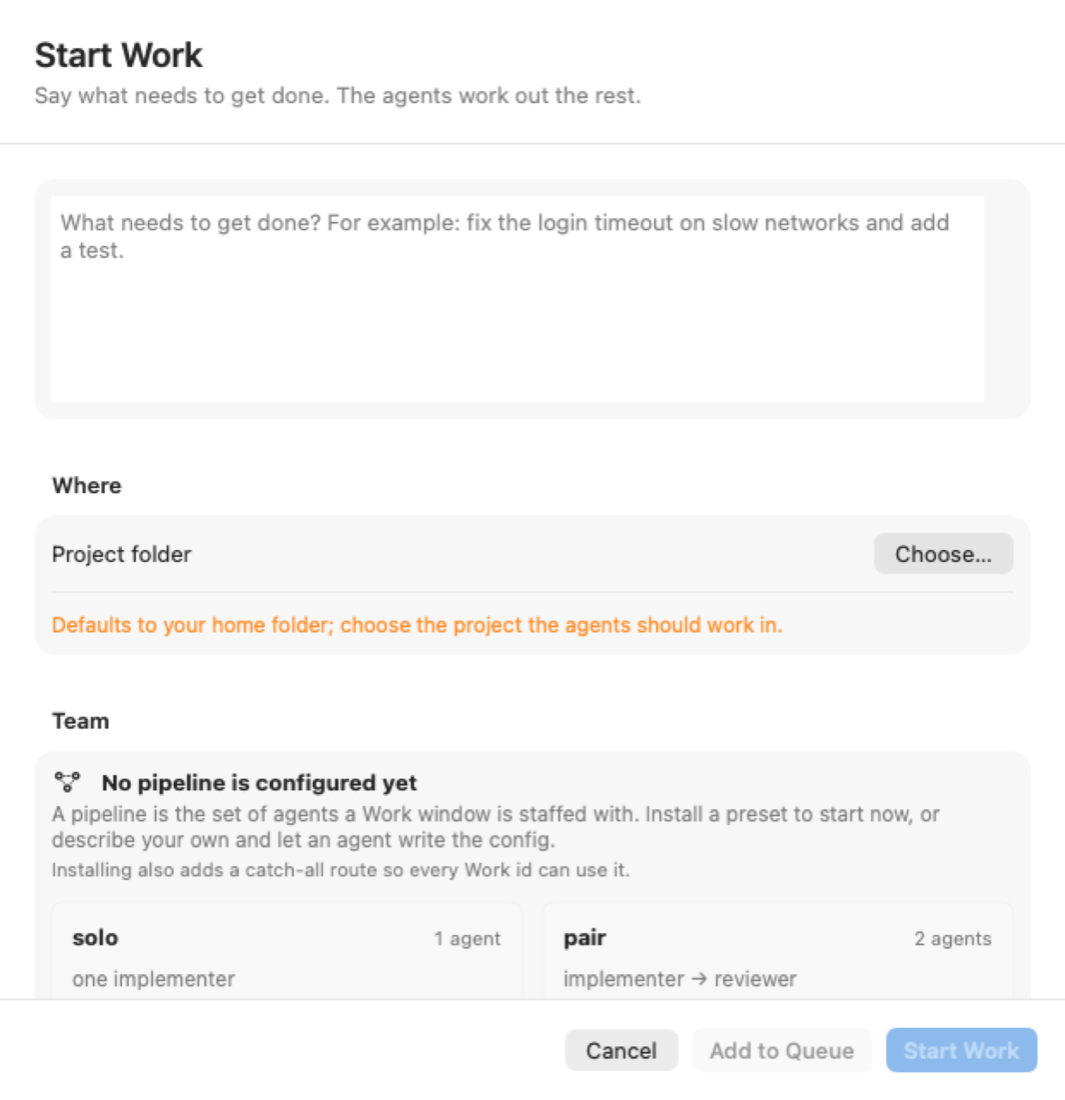 Start Work
Say what needs to get done. The agents work out the rest.
What needs to get done? For example: fix the login timeout on slow networks and add
a test.
Where
Project folder
Choose...
Defaults to your home folder; choose the project the agents should work in.
Team
No pipeline is configured yet
A pipeline is the set of agents a Work window is staffed with. Install a preset to start now, or
describe your own and let an agent write the config.
Installing also adds a catch-all route so every Work id can use it.
solo
1 agent
one implementer
pair
2 agents
implementer → reviewer
Cancel
Add to Queue
Start Work